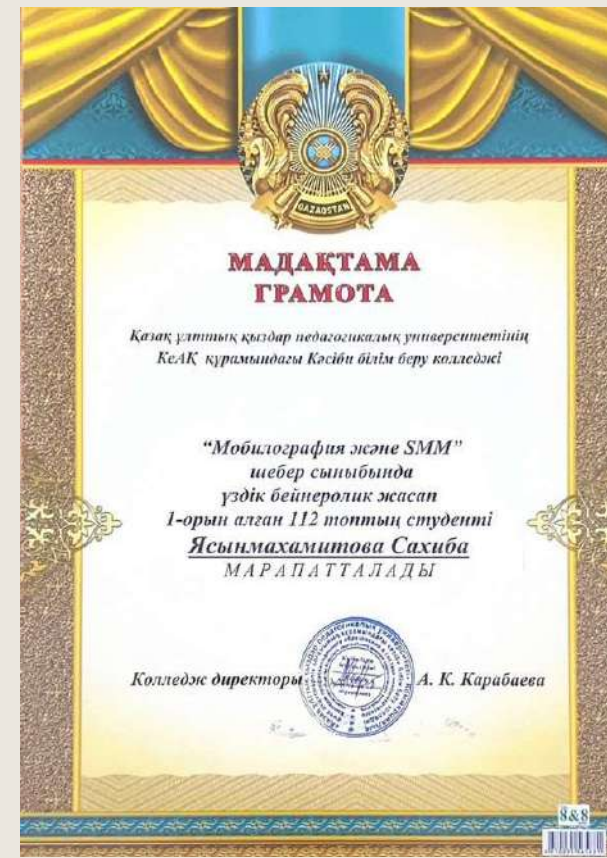 QAZAQSTAN
МАДАҚТАМА
ГРАМОТА
Қазақ ұлттық қыздар педагогикалық университетінің
КеАҚ құрамындағы Кәсіби білім беру колледжі
“Мобилография және SMM”
шебер сыныбында
үздік бейнеролик жасап
1-орын алған 112 топтың студенті
Ясынмахамитова Сахиба
МАРАПАТТАЛАДЫ
Колледж директоры А. К. Карабаева
8&8